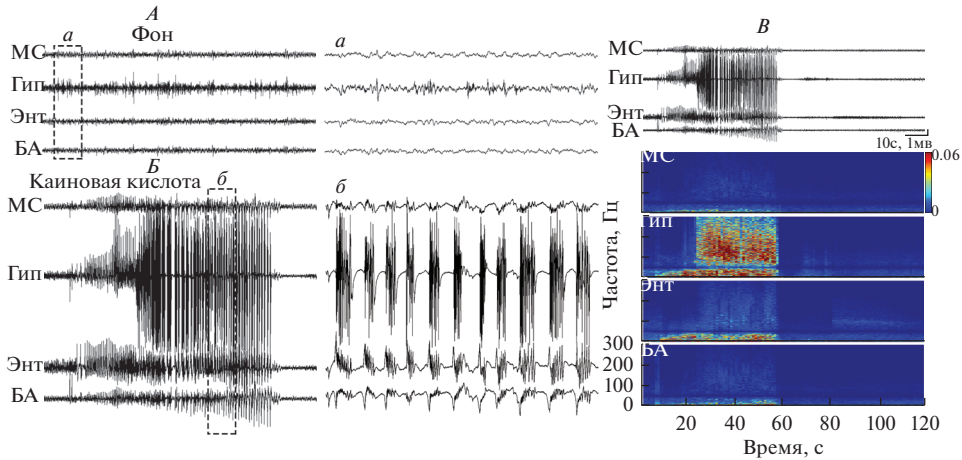 А
Фон
а
МС
Гип
Энт
БА
а
Б
Каиновая кислота
б
МС
Гип
Энт
БА
б
В
МС
Гип
Энт
БА
10с, 1мв
МС
0.06
0
Гип
Энт
БА
Частота, Гц
300
200
100
0
20
40
60
80
100
120
Время, с